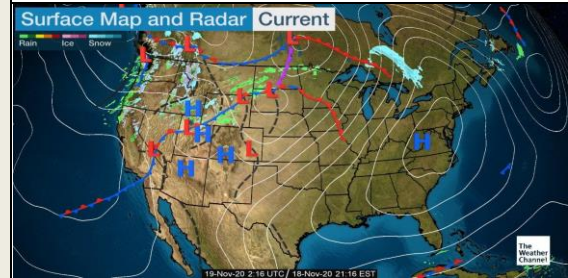 Surface Map and Radar Current
Rain Ice Snow
L L L
L
L L
H
L H
L H L
H
H
19-Nov-20 2:16 UTC / 18-Nov-20 21:16 EST
The
Weather
Channel